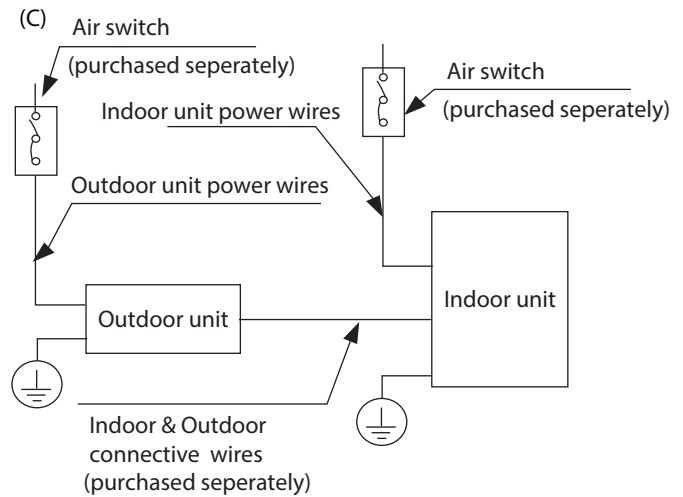 (C)
Air switch
(purchased seperately)
Air switch
(purchased seperately)
Indoor unit power wires
Outdoor unit power wires
Indoor unit
Outdoor unit
Indoor & Outdoor
connective wires
(purchased seperately)